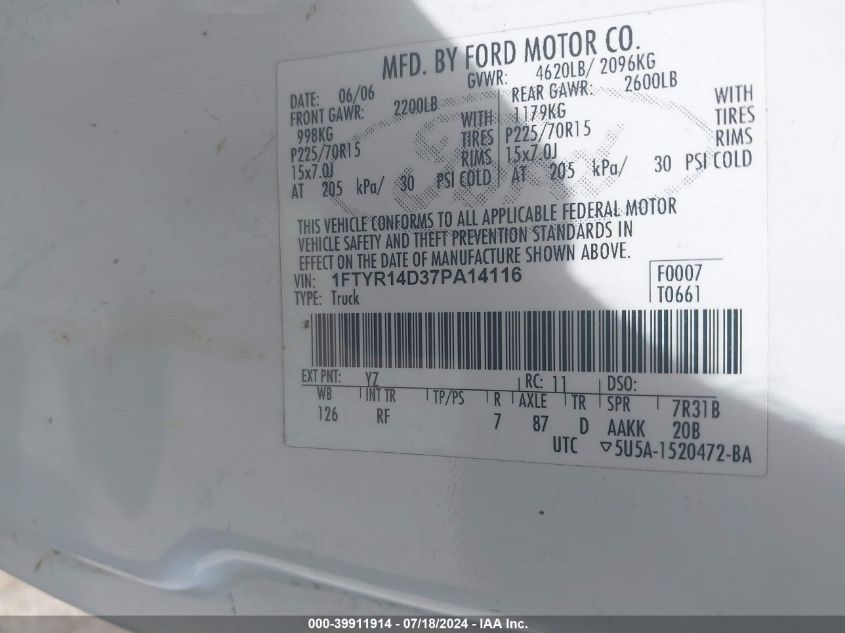 MFD. BY FORD MOTOR CO.
DATE: 06/06 GVWR: 4620LB/ 2096KG
FRONT GAWR: 2200LB REAR GAWR: 2600LB
998KG WITH 1179KG WITH
P225/70R15 TIRES P225/70R15 TIRES
15x7.0J RIMS 15x7.0J RIMS
AT 205 kPa/ 30 PSI COLD AT 205 kPa/ 30 PSI COLD
THIS VEHICLE CONFORMS TO ALL APPLICABLE FEDERAL MOTOR
VEHICLE SAFETY AND THEFT PREVENTION STANDARDS IN
EFFECT ON THE DATE OF MANUFACTURE SHOWN ABOVE.
VIN: 1FTYR14D37PA14116 F0007
TYPE: Truck T0661
EXT PNT: YZ RC: 11 DSO:
WB INT TR TP/PS R AXLE TR SPR 7R31B
126 RF 7 87 D AAKK 20B
UTC ▽5U5A-1520472-BA
000-39911914 - 07/18/2024 - IAA Inc.